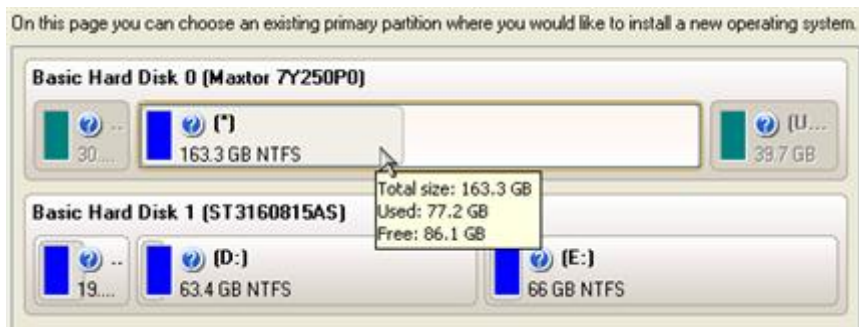 On this page you can choose an existing primary partition where you would like to install a new operating system.
Basic Hard Disk 0 (Maxtor 7Y250P0)
..
30....
(*)
163.3 GB NTFS
(U...
39.7 GB
Total size: 163.3 GB
Used: 77.2 GB
Free: 86.1 GB
Basic Hard Disk 1 (ST3160815AS)
..
19....
(D:)
63.4 GB NTFS
(E:)
66 GB NTFS